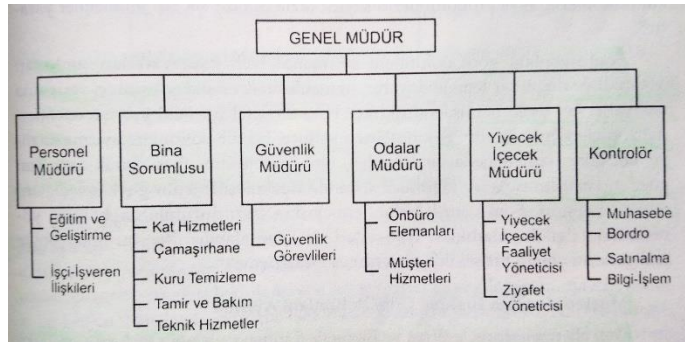 GENEL MÜDÜR
Personel
Müdürü
Eğitim ve
Geliştirme
İşçi-İşveren
İlişkileri
Bina
Sorumlusu
Kat Hizmetleri
Çamaşırhane
Kuru Temizleme
Tamir ve Bakım
Teknik Hizmetler
Güvenlik
Müdürü
Güvenlik
Görevlileri
Odalar
Müdürü
Önbüro
Elemanları
Müşteri
Hizmetleri
Yiyecek
İçecek
Müdürü
Yiyecek
İçecek
Faaliyet
Yöneticisi
Ziyafet
Yöneticisi
Kontrolör
Muhasebe
Bordro
Satınalma
Bilgi-İşlem